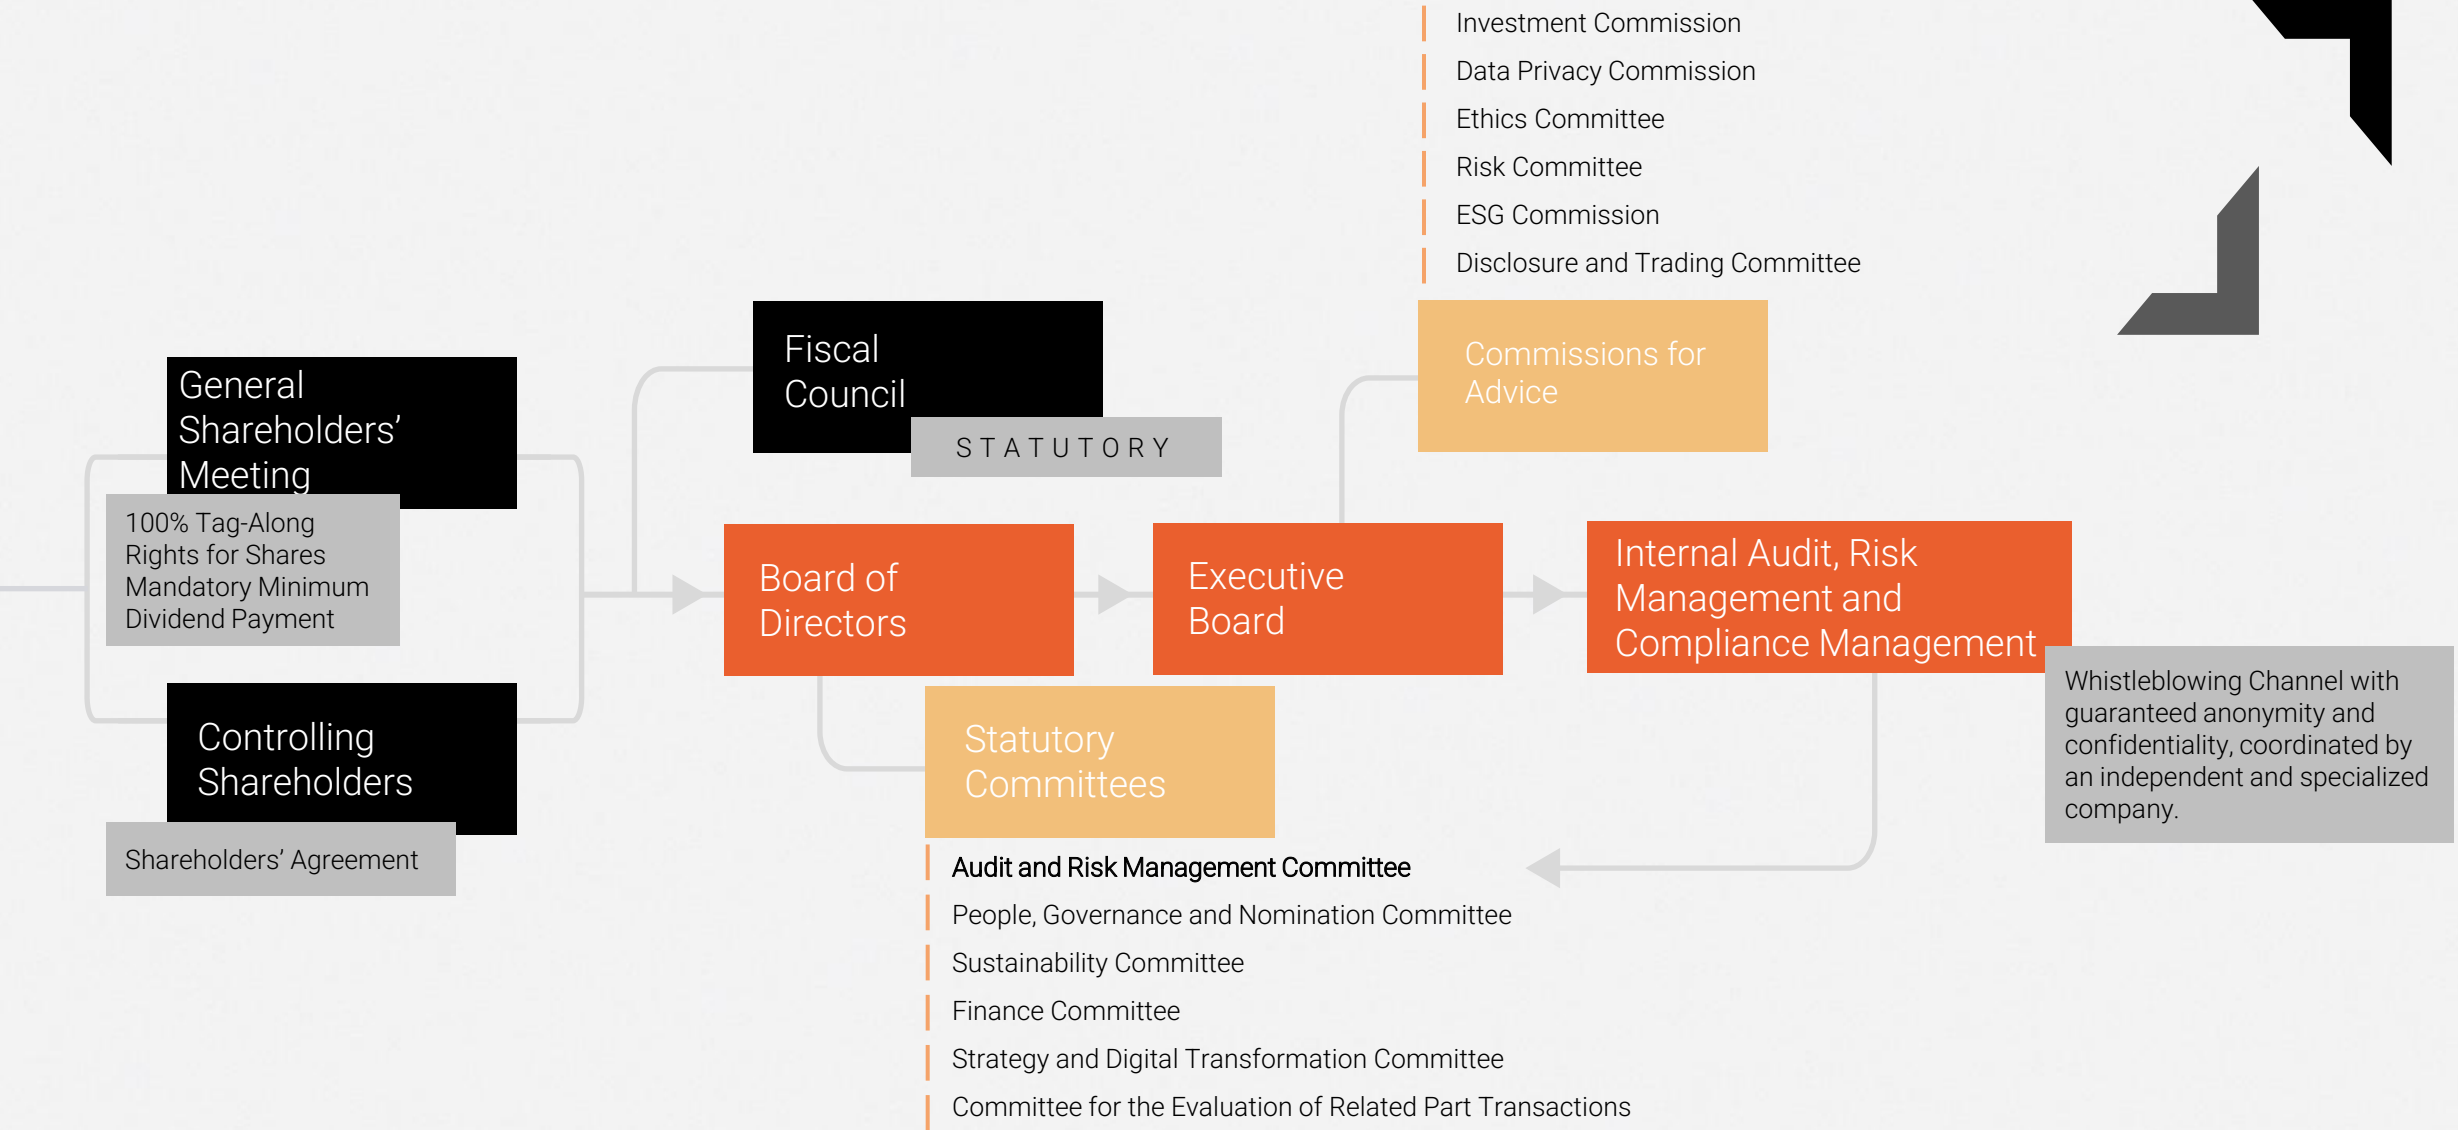 Investment Commission
Data Privacy Commission
Ethics Committee
Risk Committee
ESG Commission
Disclosure and Trading Committee
Commissions for
Advice
Fiscal
Council
STATUTORY
General
Shareholders’
Meeting
100% Tag-Along
Rights for Shares
Mandatory Minimum
Dividend Payment
Controlling
Shareholders
Shareholders’ Agreement
Board of
Directors
Executive
Board
Internal Audit, Risk
Management and
Compliance Management
Whistleblowing Channel with
guaranteed anonymity and
confidentiality, coordinated by
an independent and specialized
company.
Statutory
Committees
Audit and Risk Management Committee
People, Governance and Nomination Committee
Sustainability Committee
Finance Committee
Strategy and Digital Transformation Committee
Committee for the Evaluation of Related Part Transactions